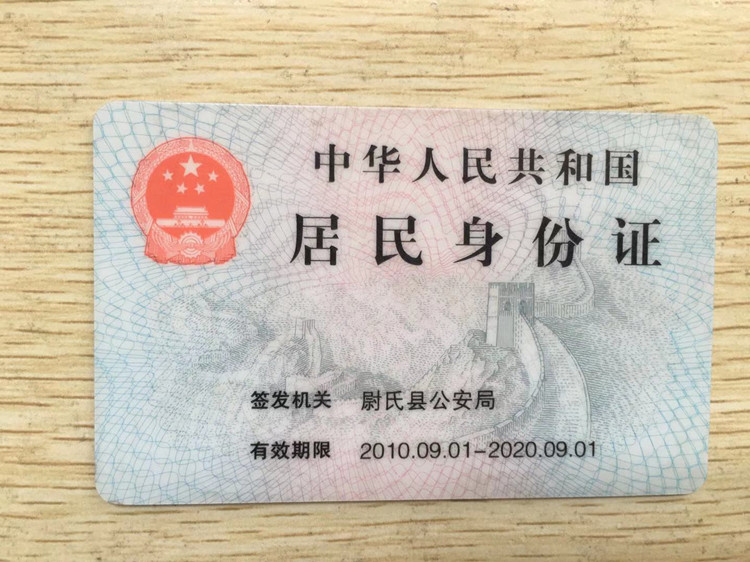 中华人民共和国
居民身份证
签发机关 尉氏县公安局
有效期限 2010.09.01-2020.09.01